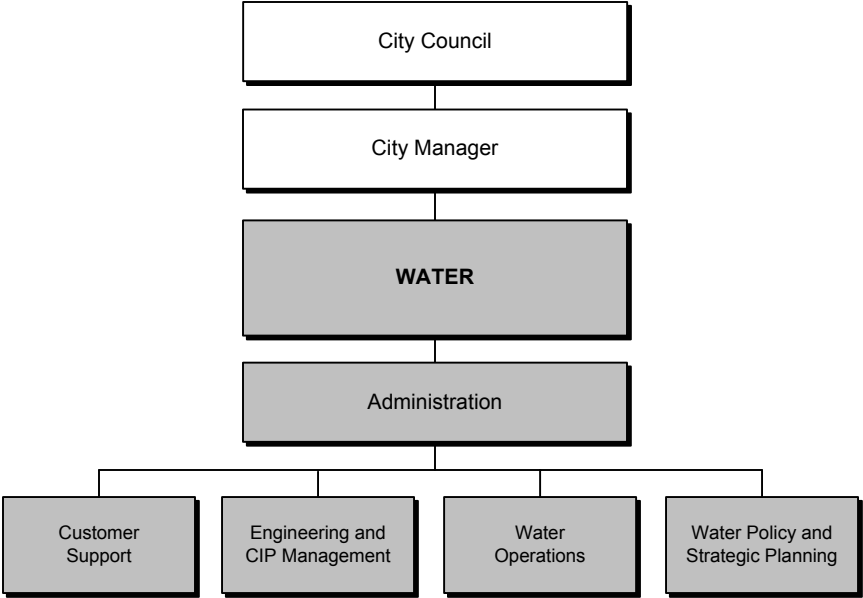 City Council
City Manager
WATER
Administration
Customer
Support
Engineering and
CIP Management
Water
Operations
Water Policy and
Strategic Planning